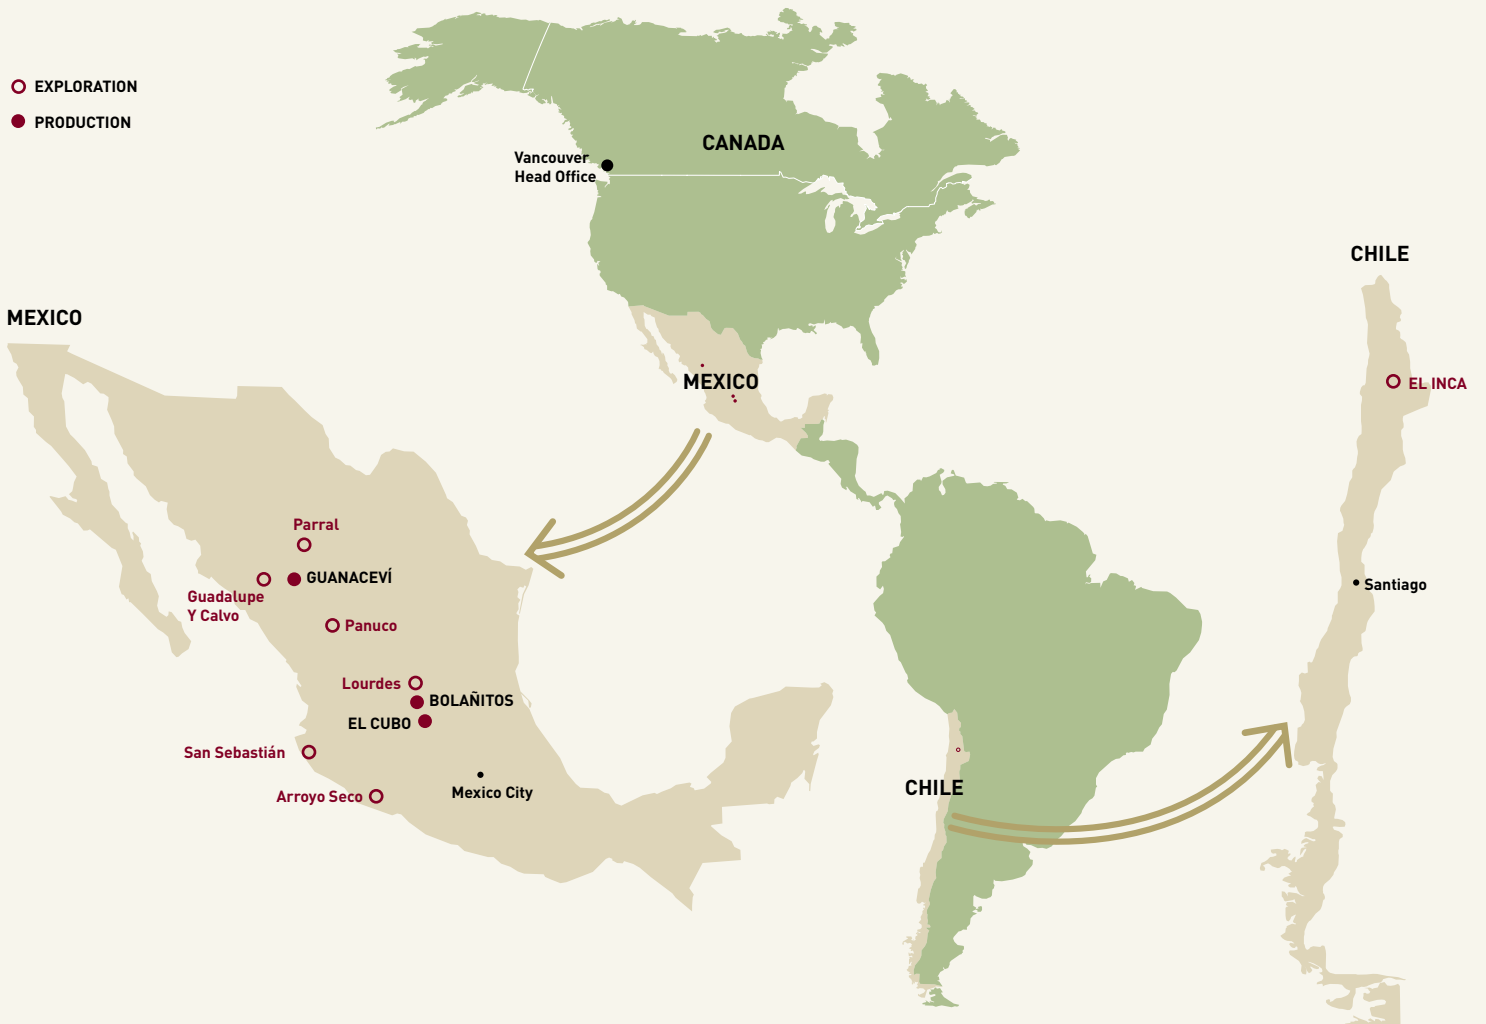 EXPLORATION
PRODUCTION
CANADA
Vancouver
Head Office
CHILE
MEXICO
EL INCA
MEXICO
Parral
GUANACEVÍ
Guadalupe
Y Calvo
Santiago
Panuco
Lourdes
BOLAÑITOS
EL CUBO
San Sebastián
Mexico City
Arroyo Seco
CHILE